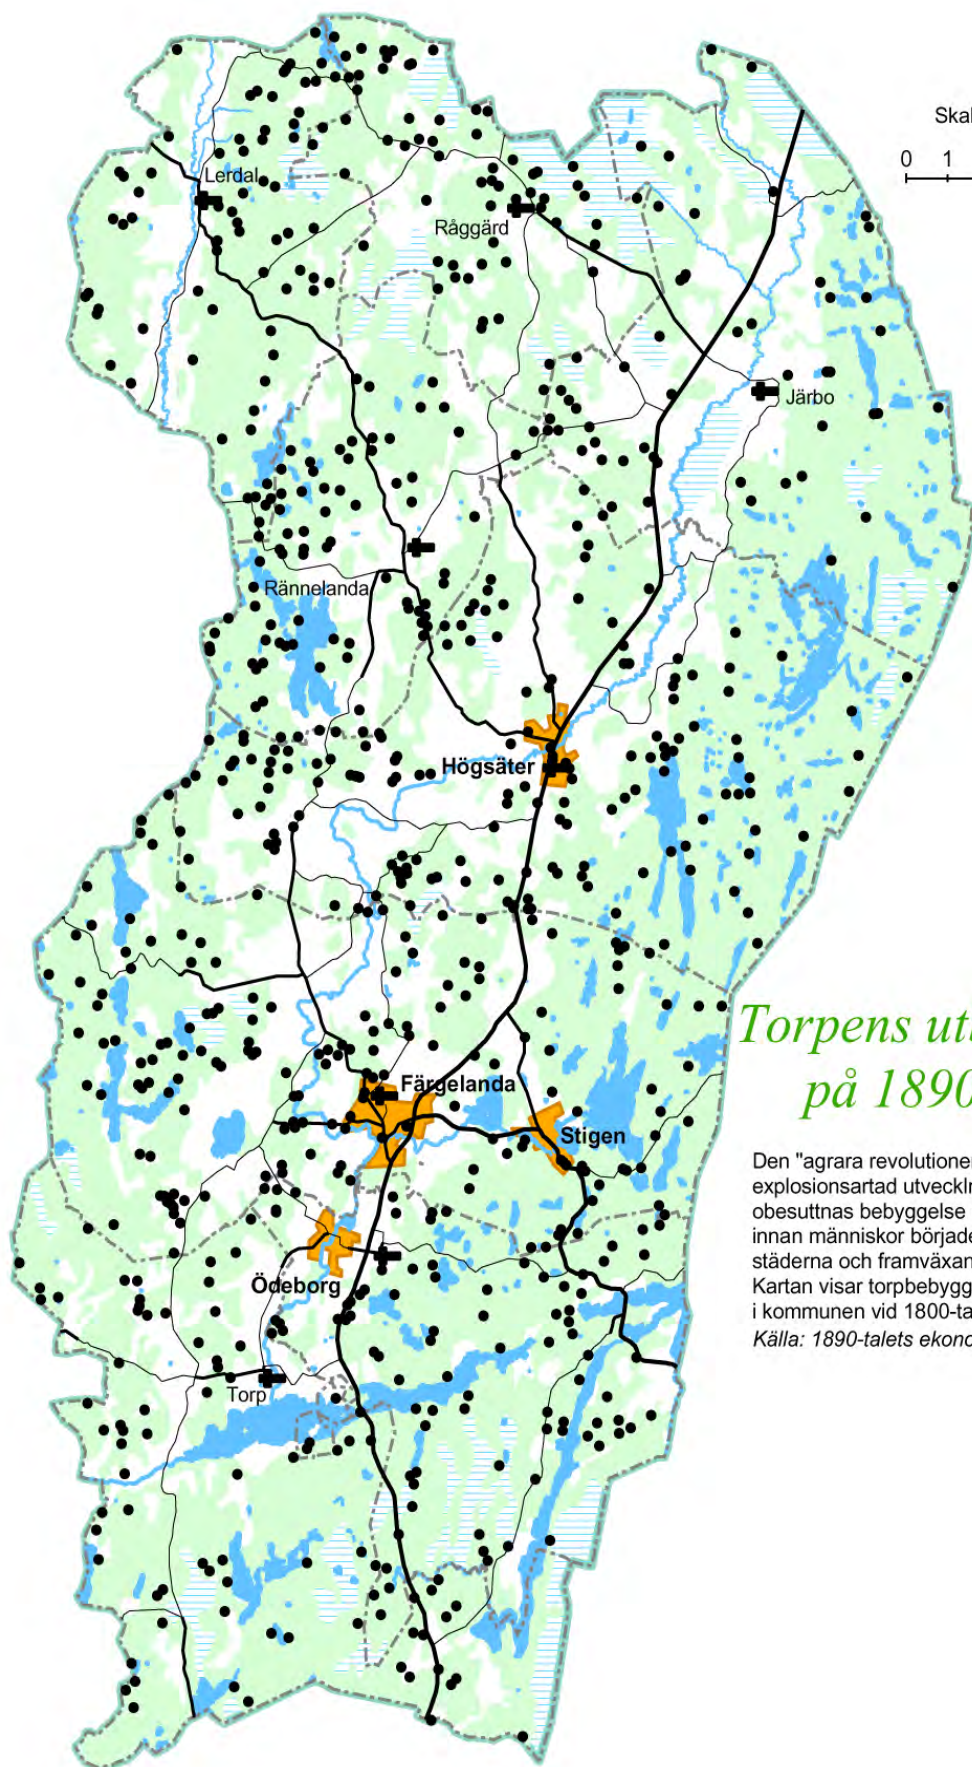 Skal
0 1
Lerdal
Råggärd
Järbo
Rännelanda
Högsäter
Torpens ut
på 1890
Färgelanda
Stigen
Den "agrara revolutionen
explosionsartad utveckln
obesuttnas bebyggelse
innan människor började
städerna och framväxan
Kartan visar torpbebygg
i kommunen vid 1800-ta
Källa: 1890-talets ekono
Ödeborg
Torp